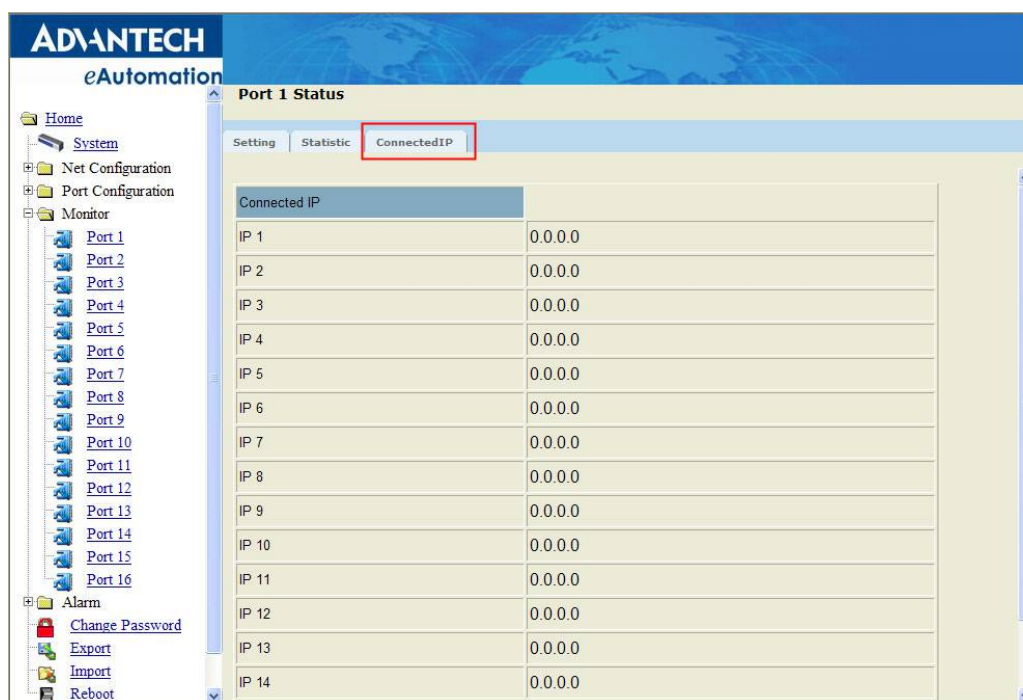 ADVANTECH
eAutomation
Home
System
Net Configuration
Port Configuration
Monitor
Port 1
Port 2
Port 3
Port 4
Port 5
Port 6
Port 7
Port 8
Port 9
Port 10
Port 11
Port 12
Port 13
Port 14
Port 15
Port 16
Alarm
Change Password
Export
Import
Reboot
Port 1 Status
Setting Statistic ConnectedIP
Connected IP
IP 1 0.0.0.0
IP 2 0.0.0.0
IP 3 0.0.0.0
IP 4 0.0.0.0
IP 5 0.0.0.0
IP 6 0.0.0.0
IP 7 0.0.0.0
IP 8 0.0.0.0
IP 9 0.0.0.0
IP 10 0.0.0.0
IP 11 0.0.0.0
IP 12 0.0.0.0
IP 13 0.0.0.0
IP 14 0.0.0.0